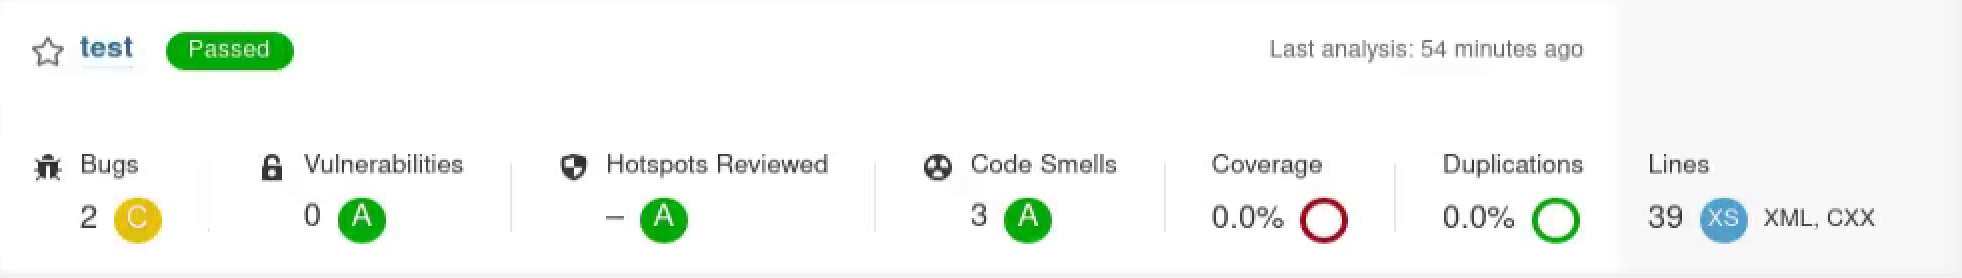 test Passed Last analysis: 54 minutes ago
Bugs Vulnerabilities Hotspots Reviewed Code Smells Coverage Duplications Lines
2 C 0 A – A 3 A 0.0% 0.0% 39 XS XML, CXX